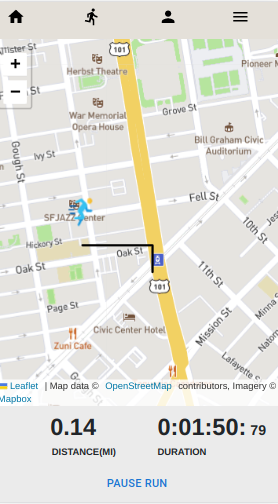 101
nister St
Herbst Theatre
Pioneer M
+
−
Grove St
War Memorial
Opera House
Bill Graham Civic
Auditorium
Gough St
Ivy St
Fell St
SFJAZZ Center
10th St
Jes
Hickory St
Oak St
Oak St
11th St
101
Page St
Minna
Mission St
Civic Center Hotel
Zuni Cafe
Lafayette
Leaflet | Map data © OpenStreetMap contributors, Imagery ©
Mapbox
0.14
0:01:50: 79
DISTANCE(MI)
DURATION
PAUSE RUN